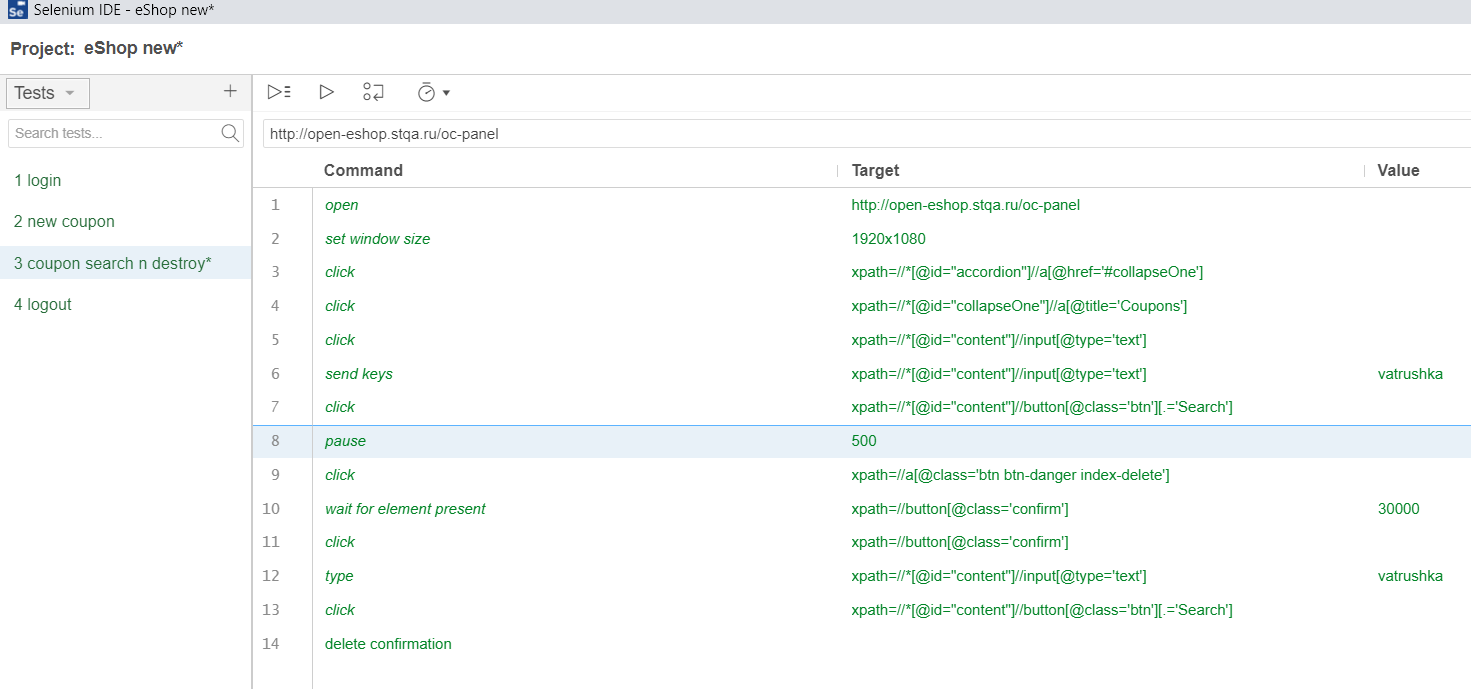 Se Selenium IDE - eShop new*
Project: eShop new*
Tests +
Search tests...
http://open-eshop.stqa.ru/oc-panel
1 login
2 new coupon
3 coupon search n destroy*
4 logout
Command Target Value
1 open http://open-eshop.stqa.ru/oc-panel
2 set window size 1920x1080
3 click xpath=//*[@id="accordion"]//a[@href='#collapseOne']
4 click xpath=//*[@id="collapseOne"]//a[@title='Coupons']
5 click xpath=//*[@id="content"]//input[@type='text']
6 send keys xpath=//*[@id="content"]//input[@type='text'] vatrushka
7 click xpath=//*[@id="content"]//button[@class='btn'][.='Search']
8 pause 500
9 click xpath=//a[@class='btn btn-danger index-delete']
10 wait for element present xpath=//button[@class='confirm'] 30000
11 click xpath=//button[@class='confirm']
12 type xpath=//*[@id="content"]//input[@type='text'] vatrushka
13 click xpath=//*[@id="content"]//button[@class='btn'][.='Search']
14 delete confirmation